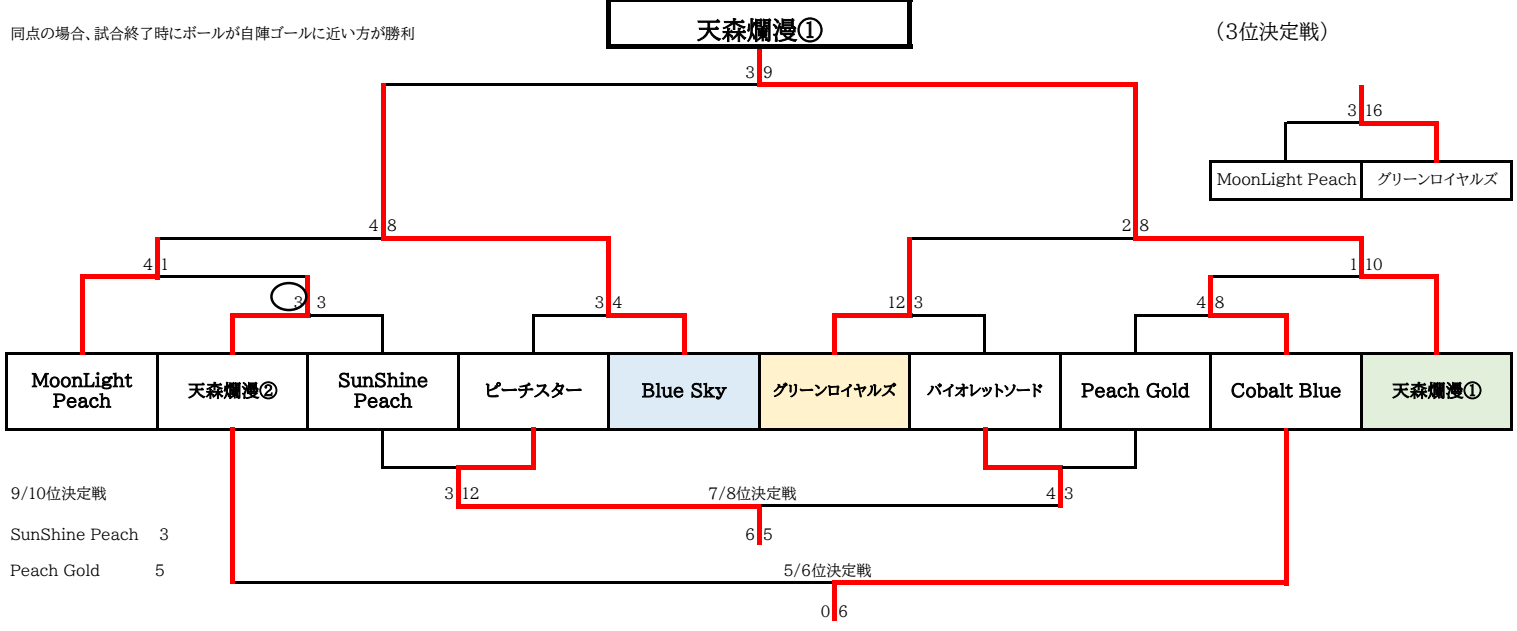 天森爛漫①
同点の場合、試合終了時にボールが自陣ゴールに近い方が勝利
(3位決定戦)
3 9
3 16
MoonLight Peach グリーンロイヤルズ
4 8
2 8
4 1
1 10
3 3
3 4
12 3
4 8
MoonLight
Peach
天森爛漫②
SunShine
Peach
ピーチスター
Blue Sky
グリーンロイヤルズ
バイオレットソード
Peach Gold
Cobalt Blue
天森爛漫①
9/10位決定戦
3 12
7/8位決定戦
4 3
SunShine Peach 3
6 5
Peach Gold 5
5/6位決定戦
0 6